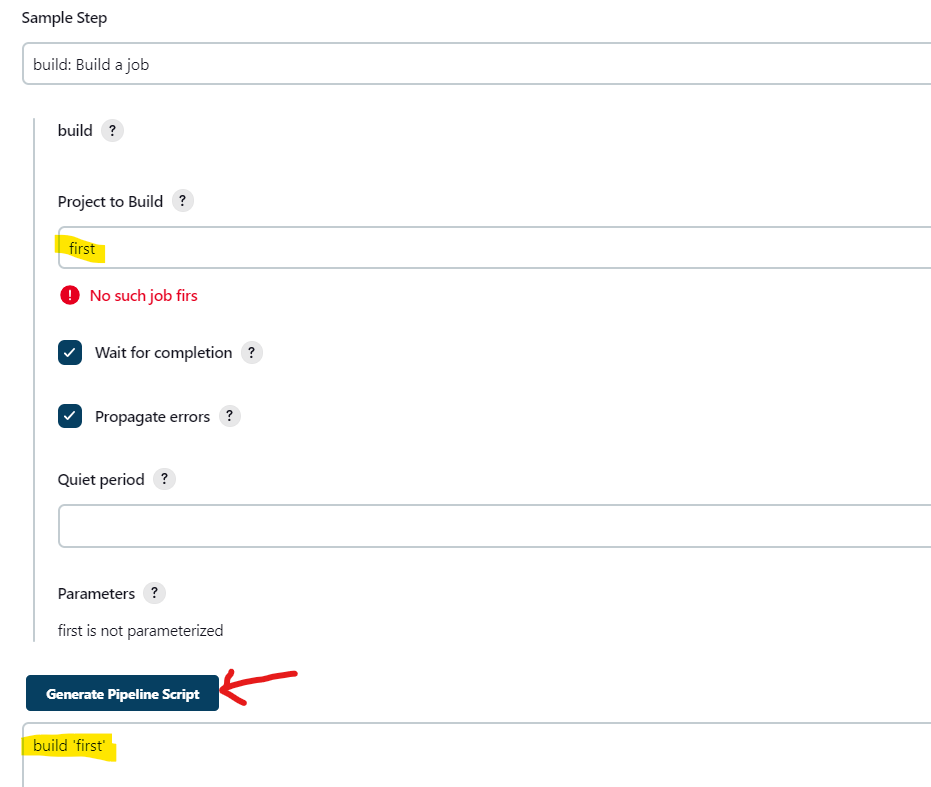 Sample Step
build: Build a job
build ?
Project to Build ?
first
! No such job firs
Wait for completion ?
Propagate errors ?
Quiet period ?
Parameters ?
first is not parameterized
Generate Pipeline Script
build 'first'